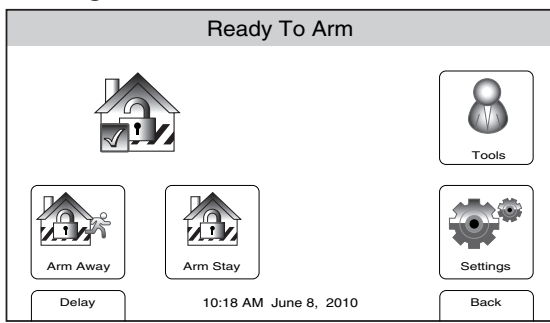 Ready To Arm
Tools
Arm Away
Arm Stay
Settings
Delay
10:18 AM June 8, 2010
Back